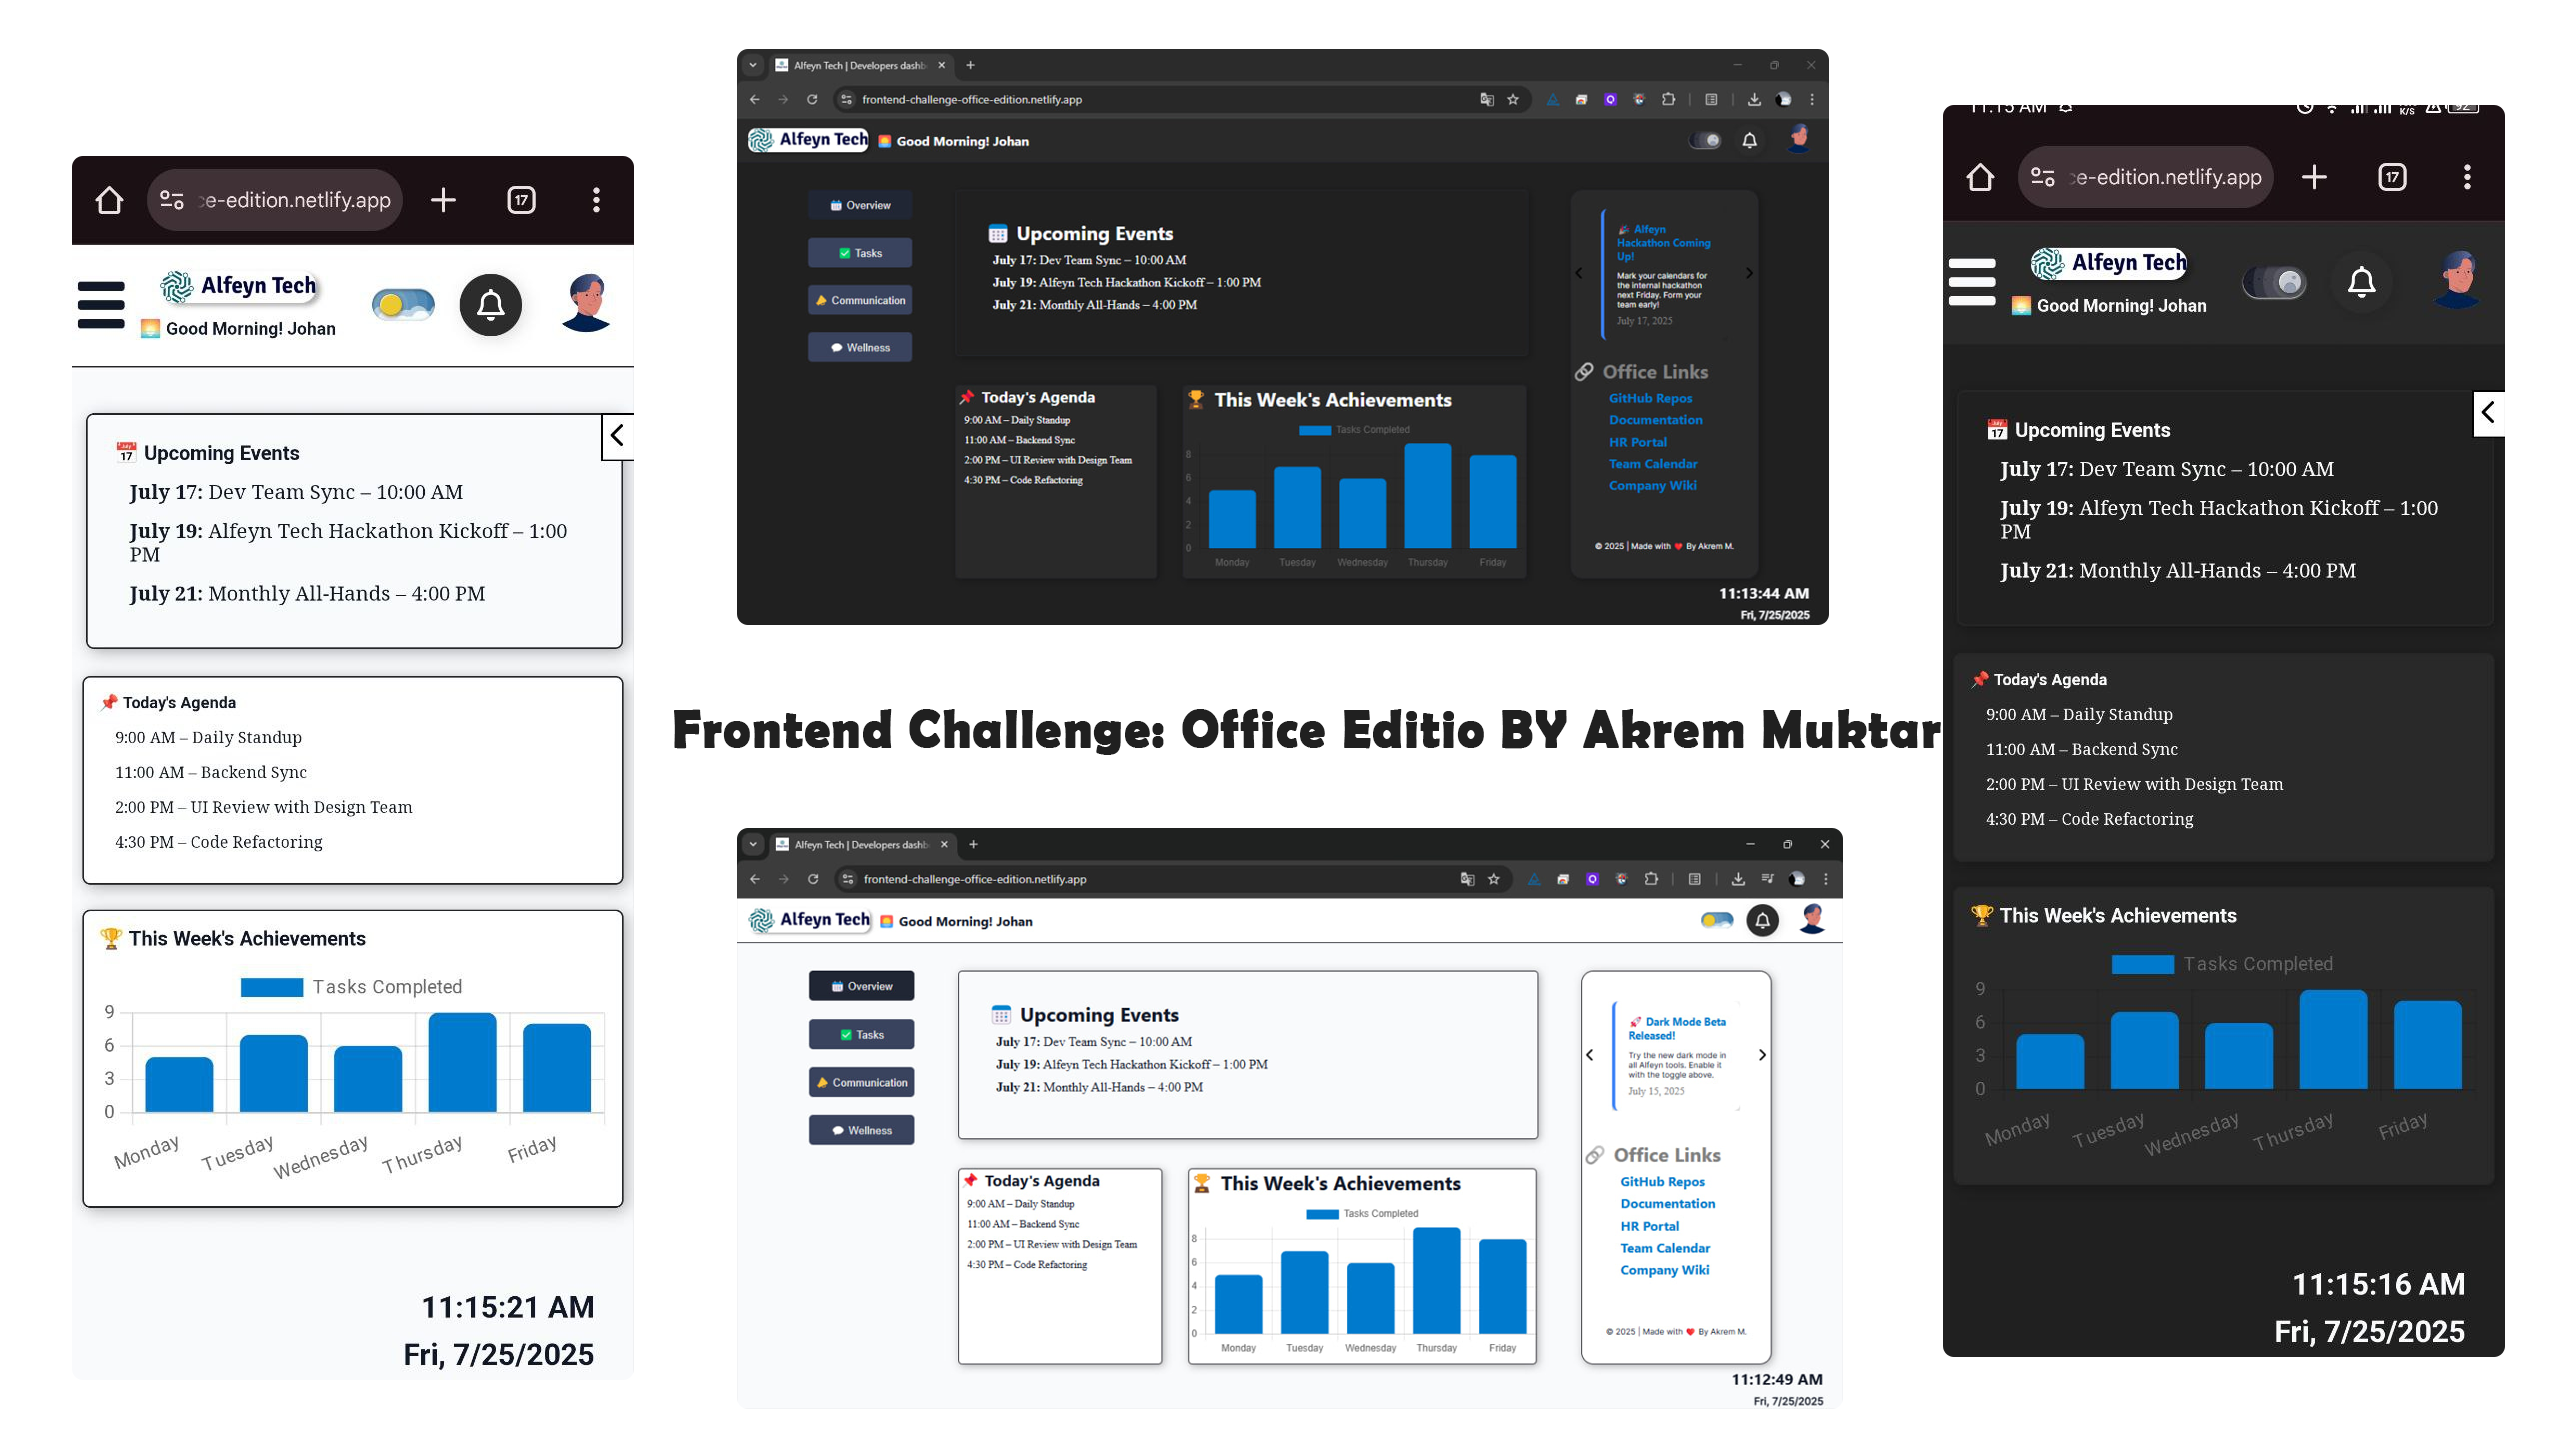 17
ce-edition.netlify.app
17
Alfeyn Tech
Good Morning! Johan
Upcoming Events
July 17: Dev Team Sync – 10:00 AM
July 19: Alfeyn Tech Hackathon Kickoff – 1:00
PM
July 21: Monthly All-Hands – 4:00 PM
Today's Agenda
9:00 AM – Daily Standup
11:00 AM – Backend Sync
2:00 PM – UI Review with Design Team
4:30 PM – Code Refactoring
This Week's Achievements
Tasks Completed
9
6
3
0
Monday Tuesday Wednesday Thursday Friday
11:15:21 AM
Fri, 7/25/2025
Alfeyn Tech | Developers dashb
frontend-challenge-office-edition.netlify.app
Alfeyn Tech Good Morning! Johan
Overview
Tasks
Communication
Wellness
Upcoming Events
July 17: Dev Team Sync – 10:00 AM
July 19: Alfeyn Tech Hackathon Kickoff – 1:00 PM
July 21: Monthly All-Hands – 4:00 PM
Today's Agenda
9:00 AM – Daily Standup
11:00 AM – Backend Sync
2:00 PM – UI Review with Design Team
4:30 PM – Code Refactoring
This Week's Achievements
Tasks Completed
8
6
4
2
0
Monday Tuesday Wednesday Thursday Friday
Alfeyn
Hackathon Coming
Up!
Mark your calendars for
the internal hackathon
next Friday. Form your
team early!
July 17, 2025
Office Links
GitHub Repos
Documentation
HR Portal
Team Calendar
Company Wiki
© 2025 | Made with By Akrem M.
11:13:44 AM
Fri, 7/25/2025
Frontend Challenge: Office Editio BY Akrem Muktar
Alfeyn Tech | Developers dashb
frontend-challenge-office-edition.netlify.app
Alfeyn Tech Good Morning! Johan
Overview
Tasks
Communication
Wellness
Upcoming Events
July 17: Dev Team Sync – 10:00 AM
July 19: Alfeyn Tech Hackathon Kickoff – 1:00 PM
July 21: Monthly All-Hands – 4:00 PM
Today's Agenda
9:00 AM – Daily Standup
11:00 AM – Backend Sync
2:00 PM – UI Review with Design Team
4:30 PM – Code Refactoring
This Week's Achievements
Tasks Completed
8
6
4
2
0
Monday Tuesday Wednesday Thursday Friday
Dark Mode Beta
Released!
Try the new dark mode in
all Alfeyn tools. Enable it
with the toggle above.
July 15, 2025
Office Links
GitHub Repos
Documentation
HR Portal
Team Calendar
Company Wiki
© 2025 | Made with By Akrem M.
11:12:49 AM
Fri, 7/25/2025
11:15 AM
K/S
92
ce-edition.netlify.app
17
Alfeyn Tech
Good Morning! Johan
Upcoming Events
July 17: Dev Team Sync – 10:00 AM
July 19: Alfeyn Tech Hackathon Kickoff – 1:00
PM
July 21: Monthly All-Hands – 4:00 PM
Today's Agenda
9:00 AM – Daily Standup
11:00 AM – Backend Sync
2:00 PM – UI Review with Design Team
4:30 PM – Code Refactoring
This Week's Achievements
Tasks Completed
9
6
3
0
Monday Tuesday Wednesday Thursday Friday
11:15:16 AM
Fri, 7/25/2025